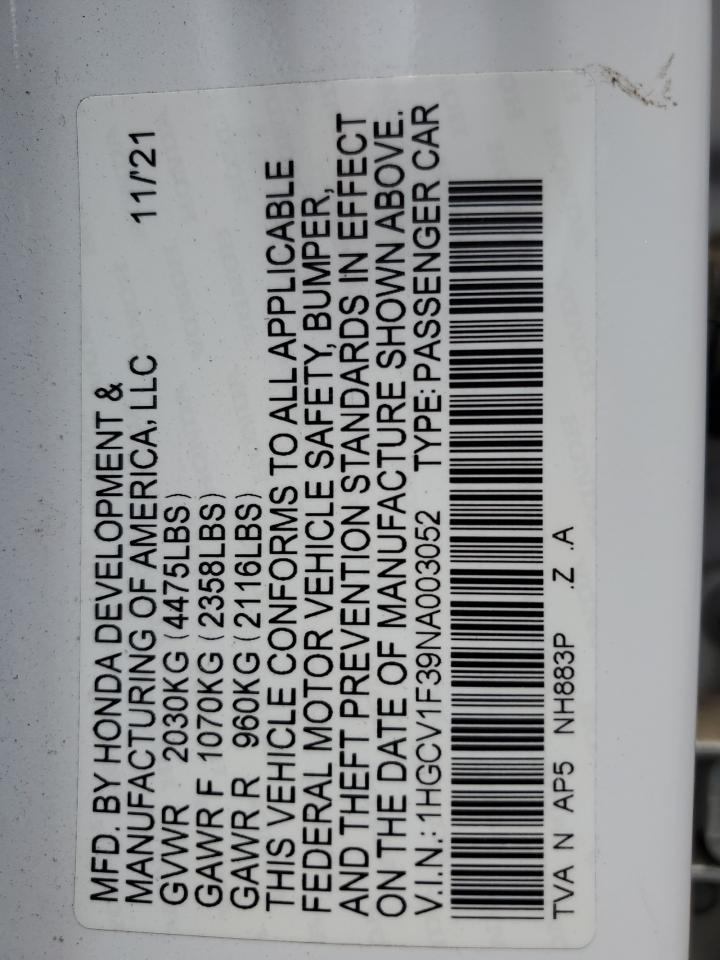 MFD. BY HONDA DEVELOPMENT &
MANUFACTURING OF AMERICA, LLC 11/'21
GVWR 2030KG (4475LBS)
GAWR F 1070KG (2358LBS)
GAWR R 960KG (2116LBS)
THIS VEHICLE CONFORMS TO ALL APPLICABLE
FEDERAL MOTOR VEHICLE SAFETY, BUMPER,
AND THEFT PREVENTION STANDARDS IN EFFECT
ON THE DATE OF MANUFACTURE SHOWN ABOVE.
V.I.N.: 1HGCV1F39NA003052 TYPE: PASSENGER CAR
TVA N AP5 NH883P .Z .A